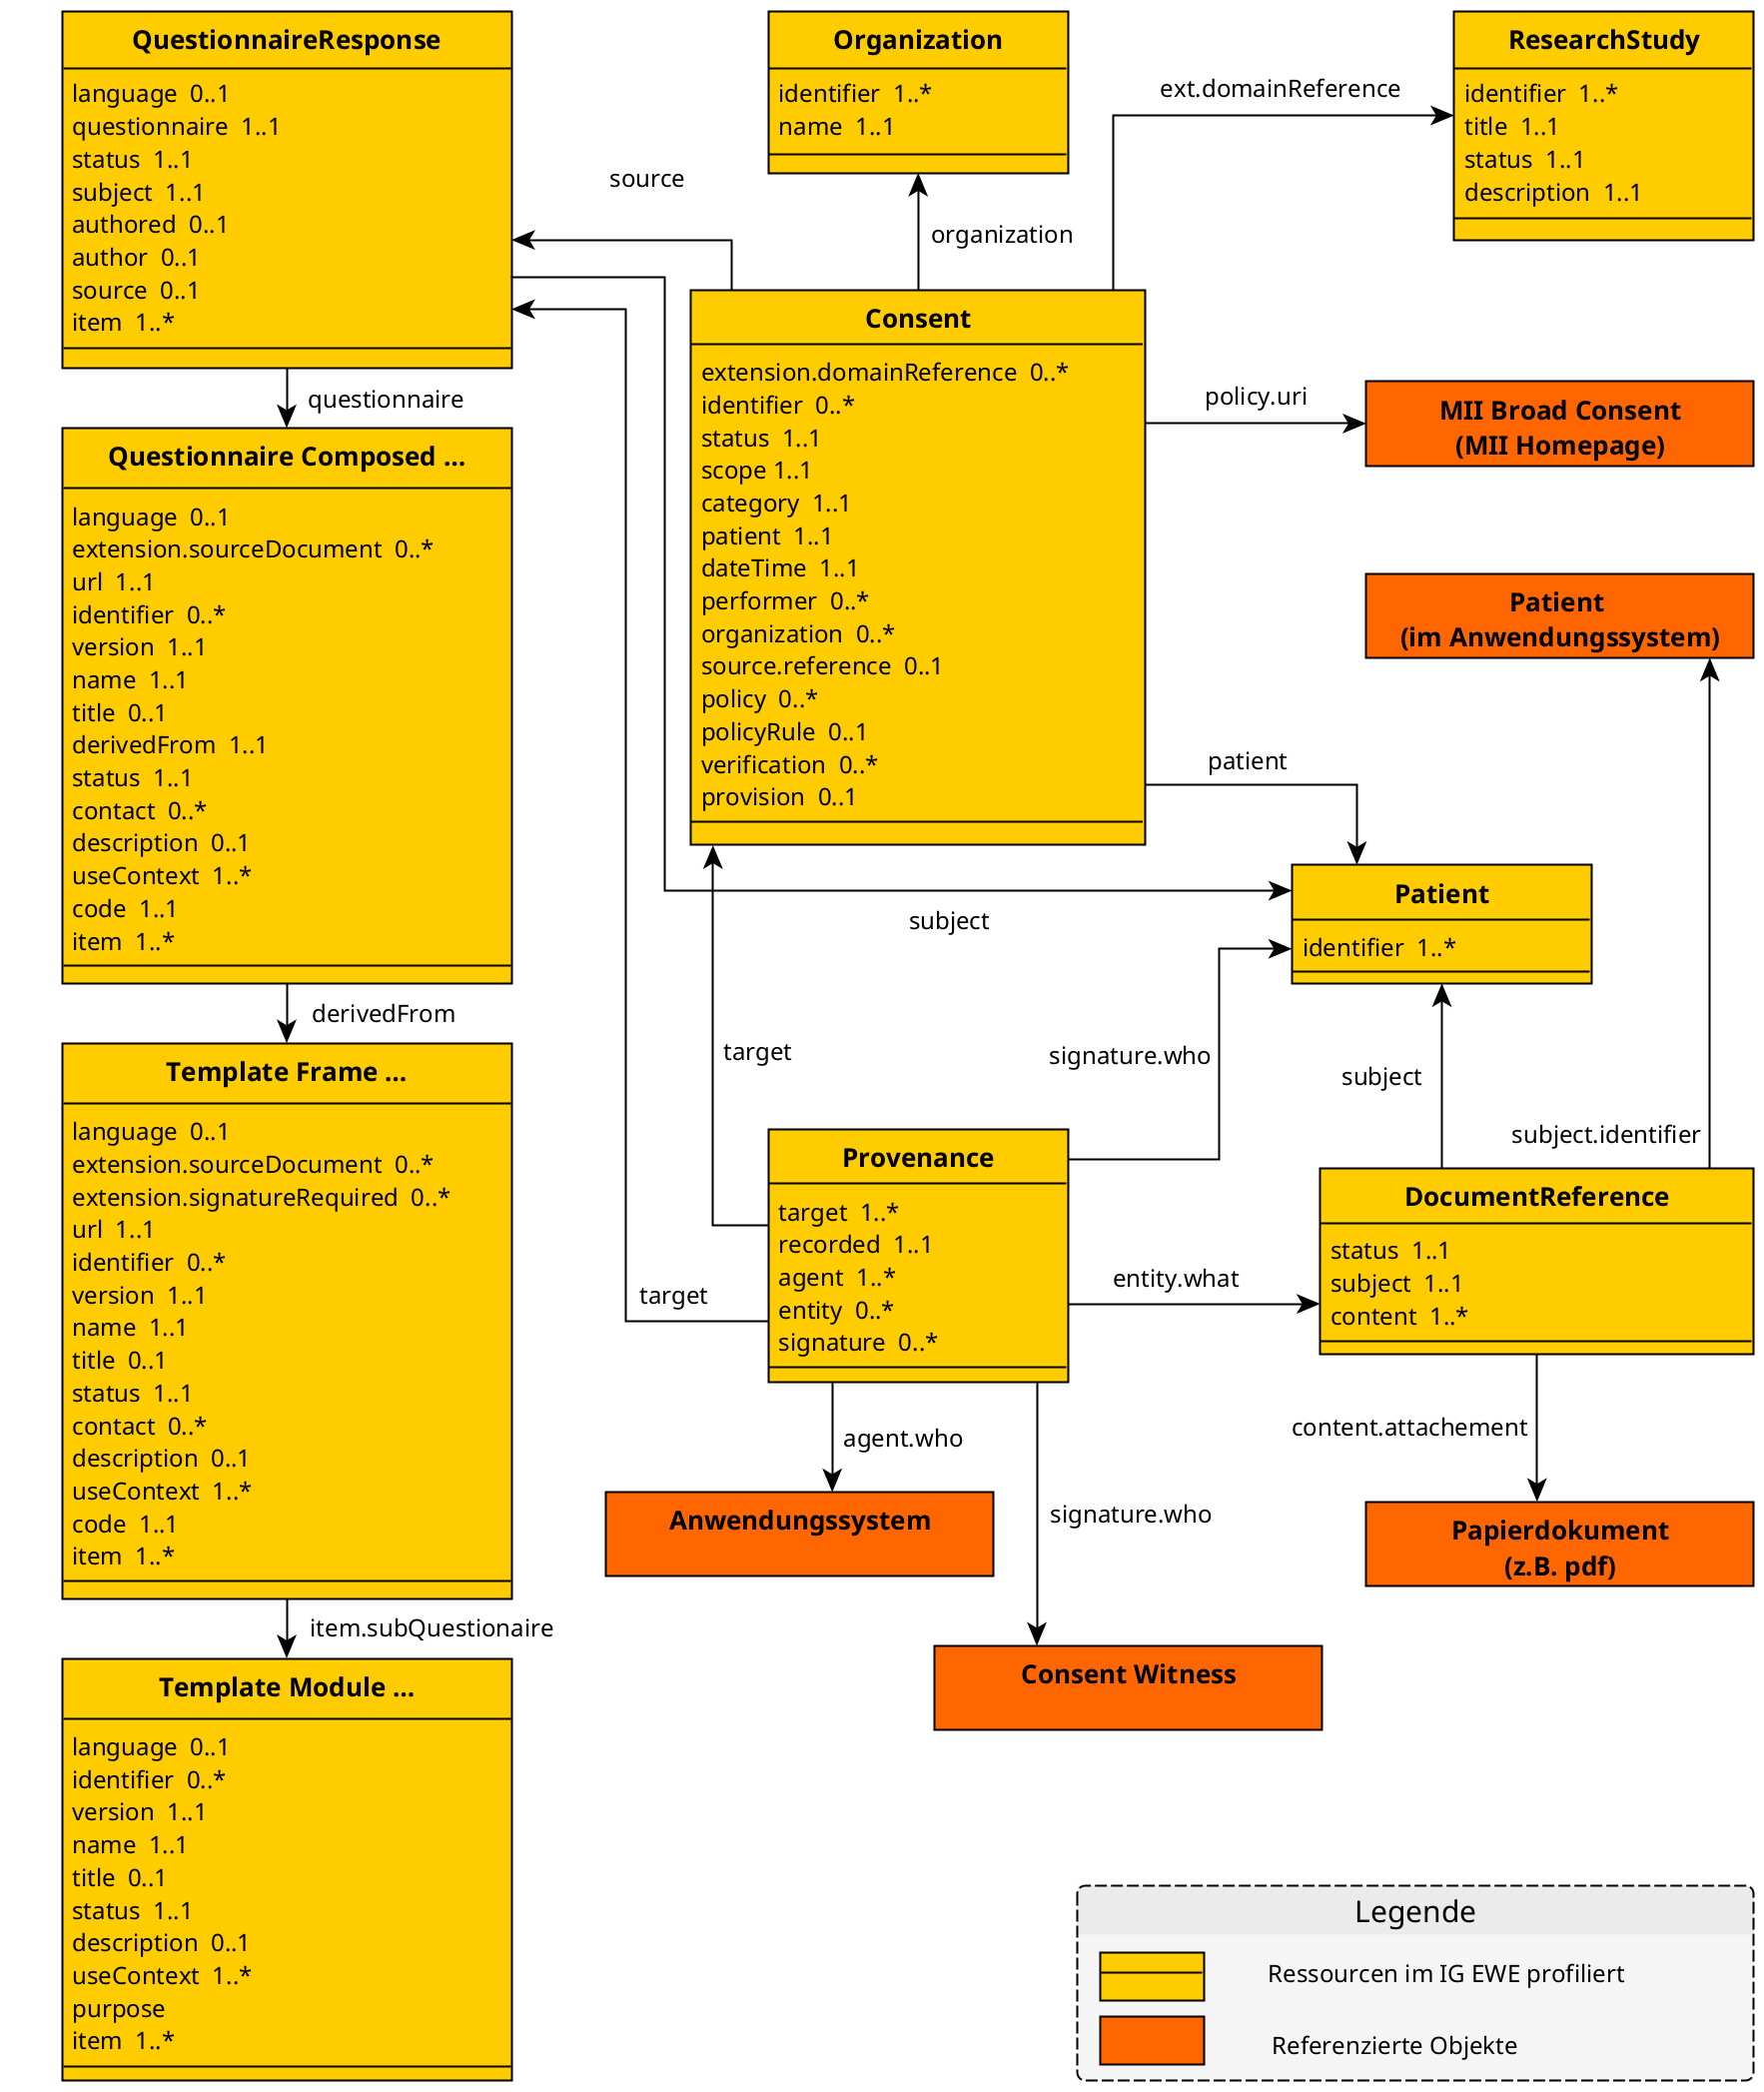 QuestionnaireResponse
language 0..1
questionnaire 1..1
status 1..1
subject 1..1
authored 0..1
author 0..1
source 0..1
item 1..*
questionnaire
Questionnaire Composed ...
language 0..1
extension.sourceDocument 0..*
url 1..1
identifier 0..*
version 1..1
name 1..1
title 0..1
derivedFrom 1..1
status 1..1
contact 0..*
description 0..1
useContext 1..*
code 1..1
item 1..*
derivedFrom
Template Frame ...
language 0..1
extension.sourceDocument 0..*
extension.signatureRequired 0..*
url 1..1
identifier 0..*
version 1..1
name 1..1
title 0..1
status 1..1
contact 0..*
description 0..1
useContext 1..*
code 1..1
item 1..*
item.subQuestionaire
Template Module ...
language 0..1
identifier 0..*
version 1..1
name 1..1
title 0..1
status 1..1
description 0..1
useContext 1..*
purpose
item 1..*
Organization
identifier 1..*
name 1..1
source
organization
ext.domainReference
ResearchStudy
identifier 1..*
title 1..1
status 1..1
description 1..1
Consent
extension.domainReference 0..*
identifier 0..*
status 1..1
scope 1..1
category 1..1
patient 1..1
dateTime 1..1
performer 0..*
organization 0..*
source.reference 0..1
policy 0..*
policyRule 0..1
verification 0..*
provision 0..1
policy.uri
MII Broad Consent
(MII Homepage)
Patient
(im Anwendungssystem)
patient
Patient
identifier 1..*
subject
target
signature.who
subject
subject.identifier
Provenance
target 1..*
recorded 1..1
agent 1..*
entity 0..*
signature 0..*
target
entity.what
DocumentReference
status 1..1
subject 1..1
content 1..*
agent.who
content.attachement
Anwendungssystem
signature.who
Papierdokument
(z.B. pdf)
Consent Witness
Legende
Ressourcen im IG EWE profiliert
Referenzierte Objekte